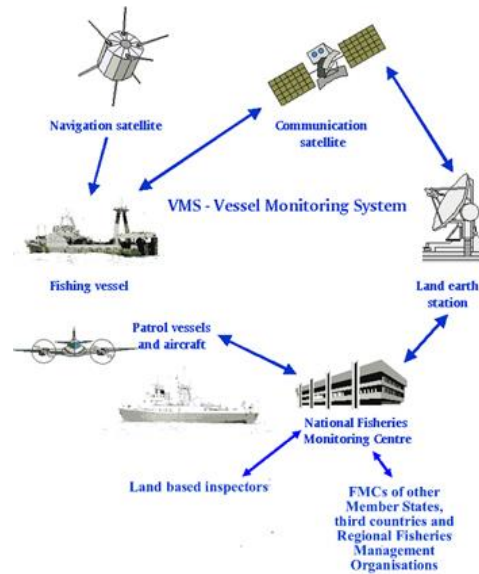 Navigation satellite
Communication
satellite
VMS - Vessel Monitoring System
Fishing vessel
Land earth
station
Patrol vessels
and aircraft
National Fisheries
Monitoring Centre
Land based inspectors
FMCs of other
Member States,
third countries and
Regional Fisheries
Management
Organisations